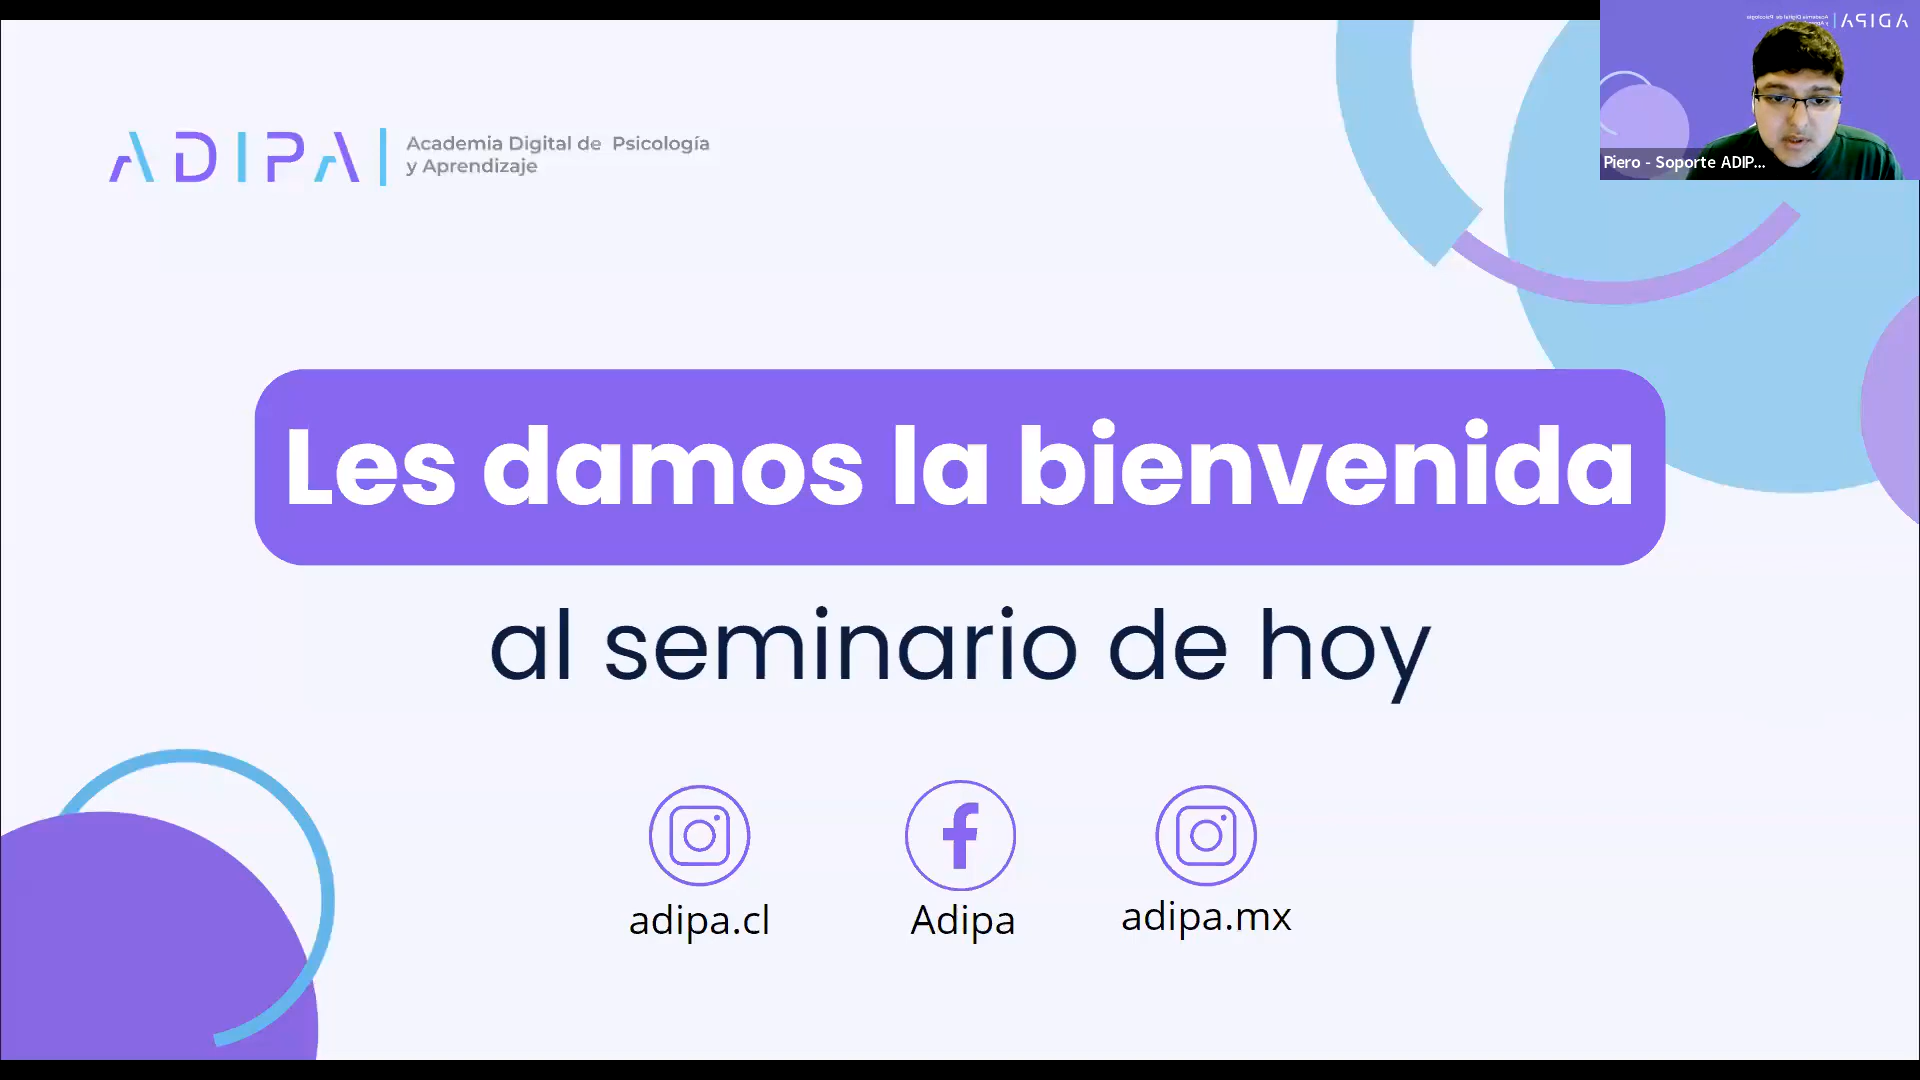 ADIPA
Academia Digital de Psicología
y Aprendizaje
Piero - Soporte ADIP...
Les damos la bienvenida
al seminario de hoy
adipa.cl
Adipa
adipa.mx